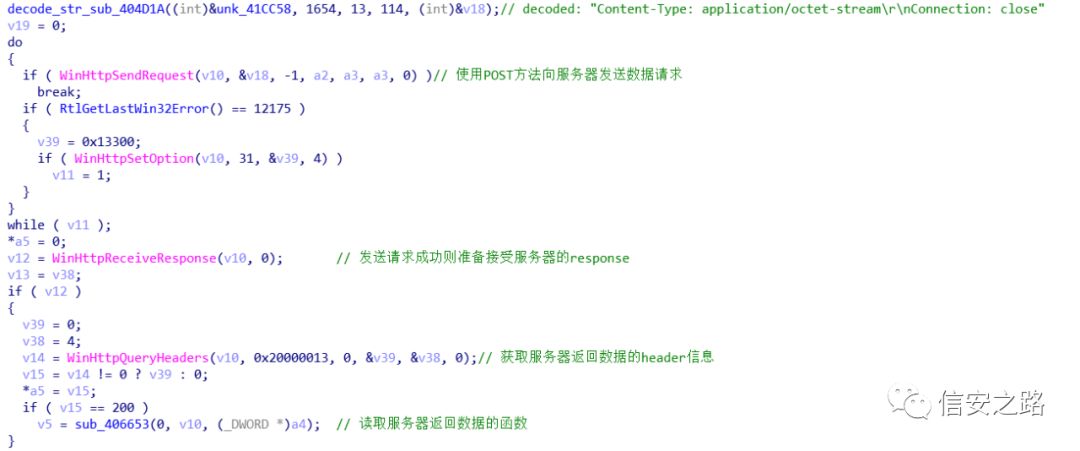 decode_str_sub_404D1A((int)&unk_41CC58, 1654, 13, 114, (int)&v18);// decoded: "Content-Type: application/octet-stream\r\nConnection: close"
v19 = 0;
do
{
  if ( WinHttpSendRequest(v10, &v18, -1, a2, a3, a3, 0) )// 使用POST方法向服务器发送数据请求
    break;
  if ( RtlGetLastWin32Error() == 12175 )
  {
    v39 = 0x13300;
    if ( WinHttpSetOption(v10, 31, &v39, 4) )
      v11 = 1;
  }
}
while ( v11 );
*a5 = 0;
v12 = WinHttpReceiveResponse(v10, 0);      // 发送请求成功则准备接受服务器的response
v13 = v38;
if ( v12 )
{
  v39 = 0;
  v38 = 4;
  v14 = WinHttpQueryHeaders(v10, 0x20000013, 0, &v39, &v38, 0);// 获取服务器返回数据的header信息
  v15 = v14 != 0 ? v39 : 0;
  *a5 = v15;
  if ( v15 == 200 )
    v5 = sub_406653(0, v10, (_DWORD *)a4);  // 读取服务器返回数据的函数
}
信安之路